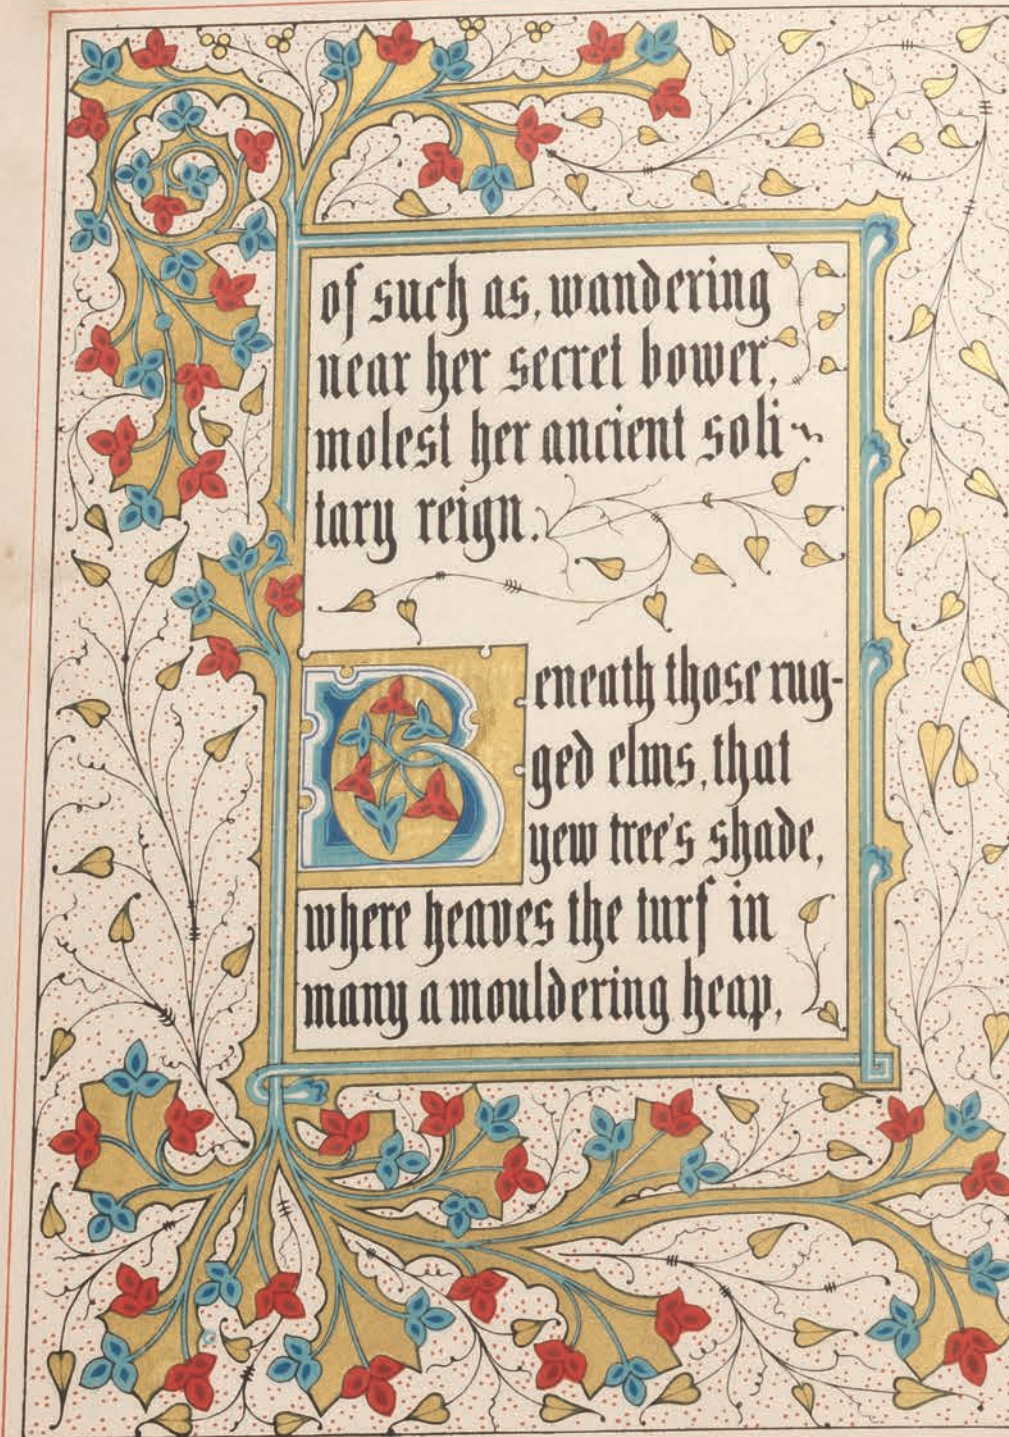 of such as, wandering
near her secret bower,
molest her ancient soli-
tary reign.
Beneath those rug-
ged elms, that
yew tree's shade,
where heaves the turf in
many a mouldering heap,